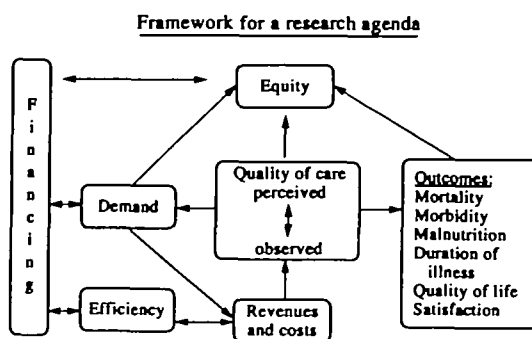 Framework for a research agenda
Financing
Equity
Demand
Quality of care
perceived
observed
Efficiency
Revenues
and costs
Outcomes:
Mortality
Morbidity
Malnutrition
Duration of
illness
Quality of life
Satisfaction